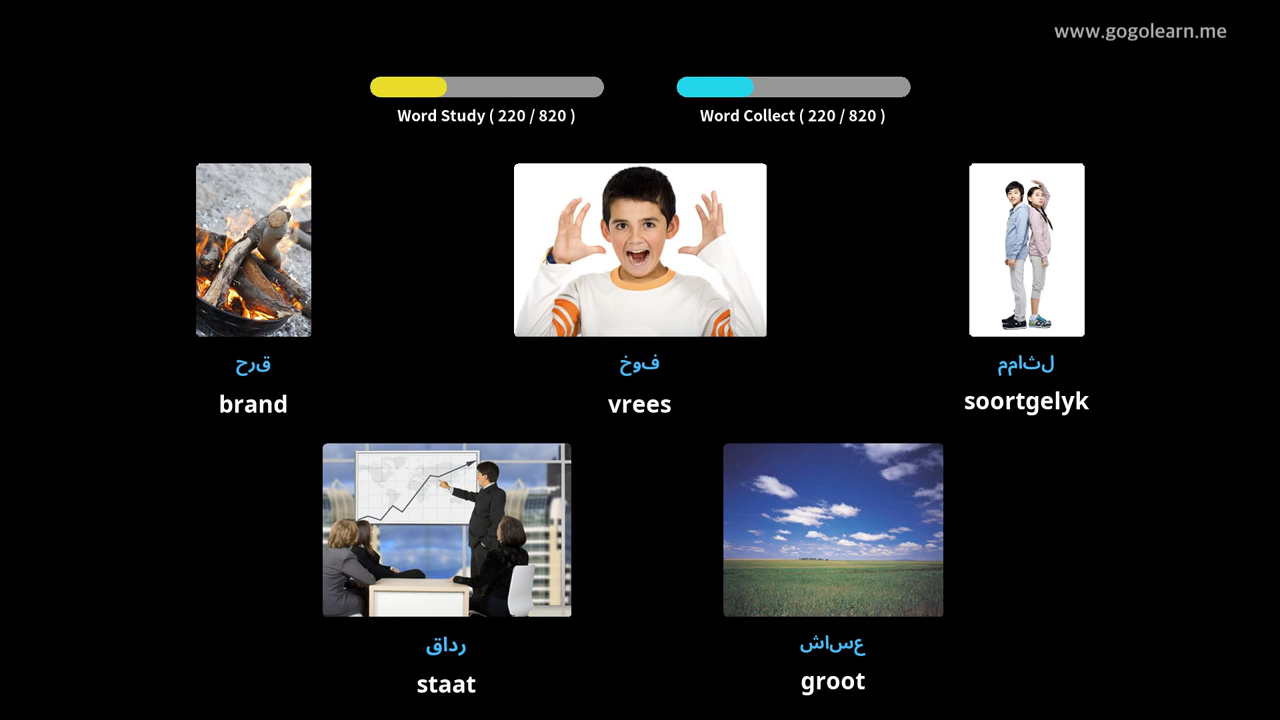 www.gogolearn.me
Word Study ( 220 / 820 )
Word Collect ( 220 / 820 )
قرح
brand
فوخ
vrees
لثامم
soortgelyk
رداق
staat
عساش
groot